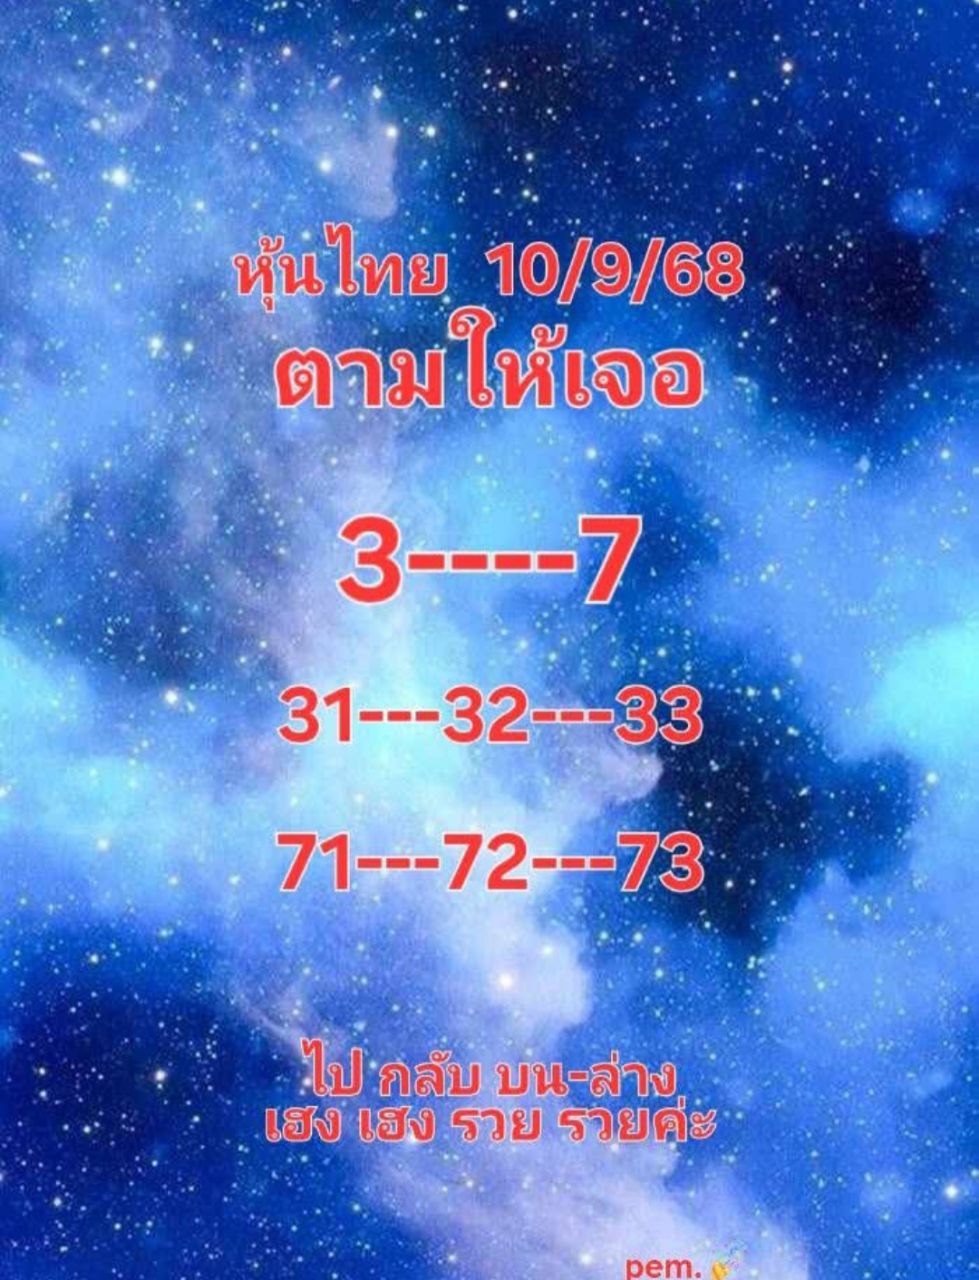 หุ้นไทย 10/9/68
ตามให้เจอ
3----7
31---32---33
71---72---73
ไป กลับ บน-ล่าง
เฮง เฮง รวย รวยค่ะ
pem.